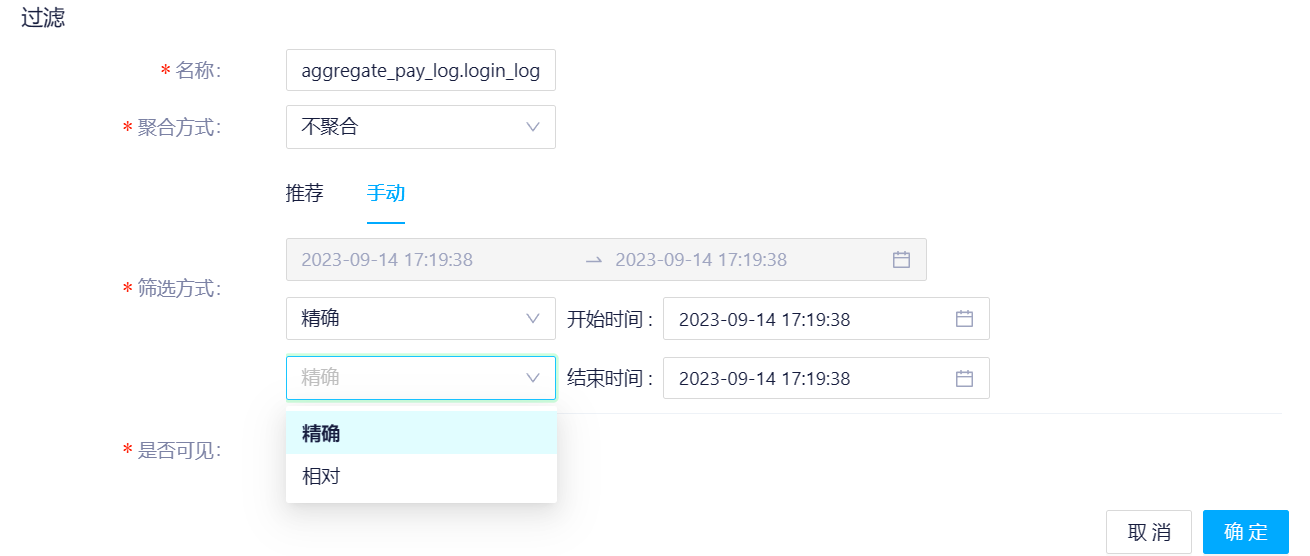 过滤
* 名称:
aggregate_pay_log.login_log
* 聚合方式:
不聚合
推荐 手动
2023-09-14 17:19:38 → 2023-09-14 17:19:38
* 筛选方式:
精确 开始时间 : 2023-09-14 17:19:38
精确 结束时间 : 2023-09-14 17:19:38
精确
* 是否可见:
相对
取 消 确 定